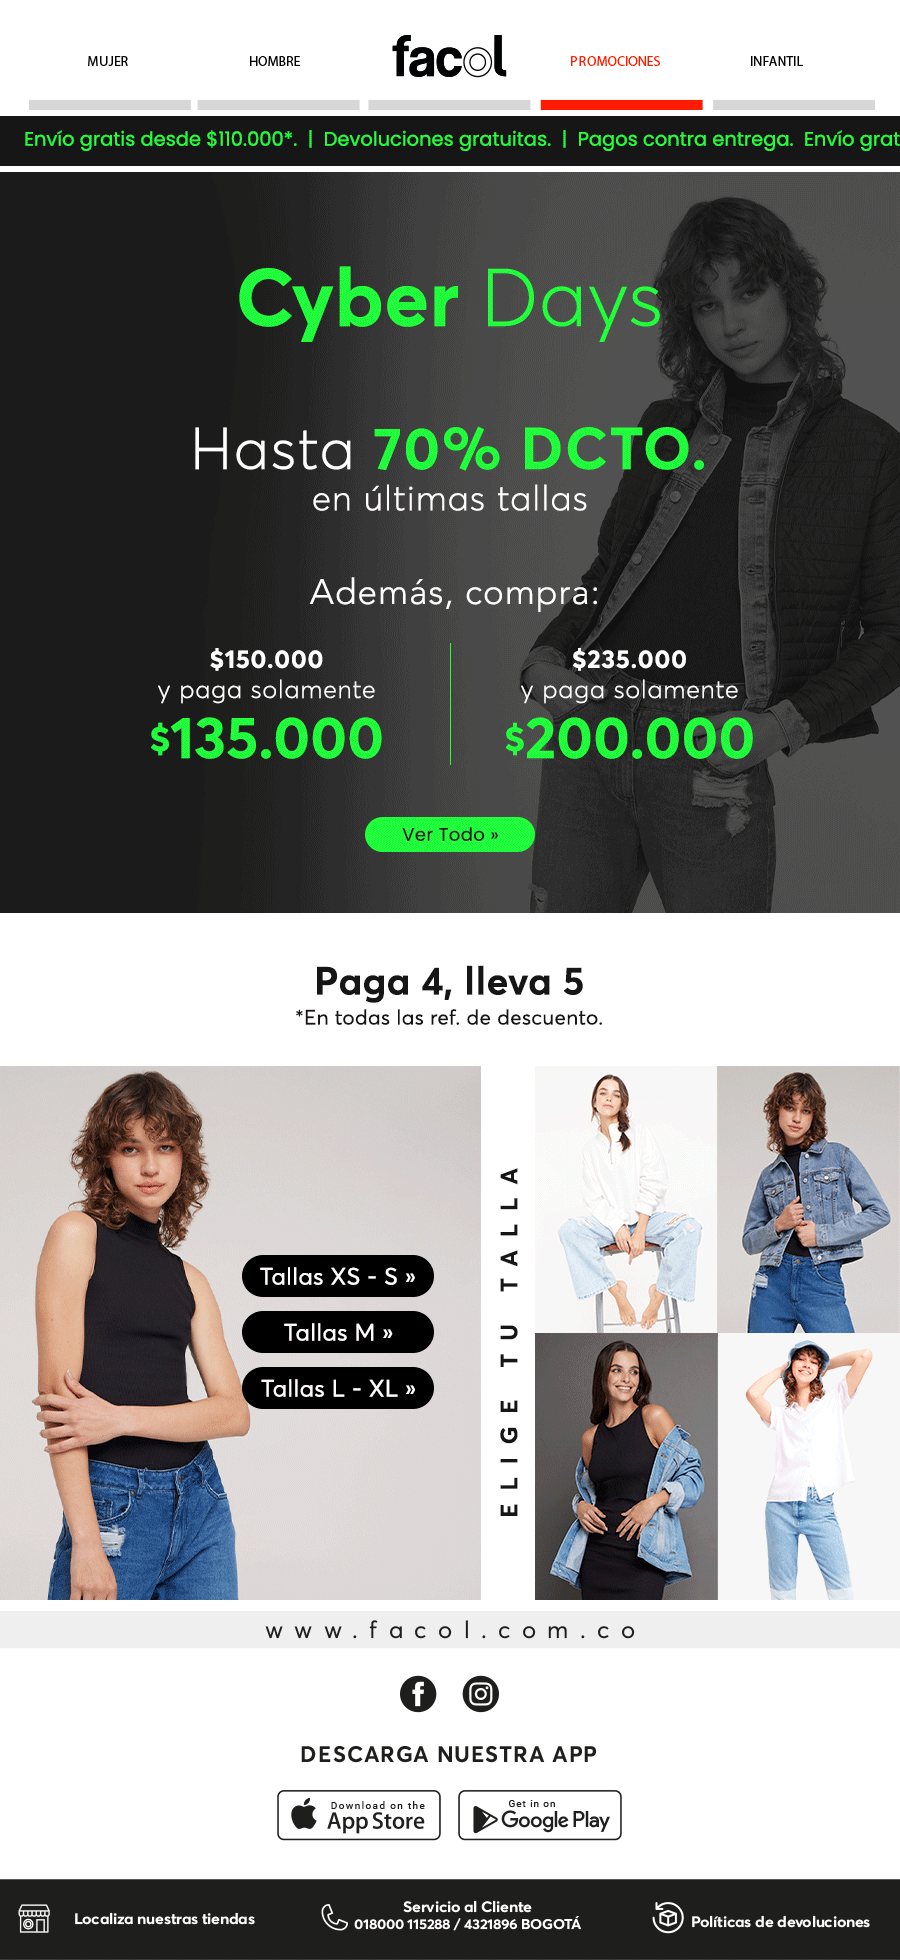 MUJER
HOMBRE
facol
PROMOCIONES
INFANTIL
Envío gratis desde $110.000*. | Devoluciones gratuitas. | Pagos contra entrega. Envío grat
Cyber Days
Hasta 70% DCTO.
en últimas tallas
Además, compra:
$150.000
y paga solamente
$135.000
$235.000
y paga solamente
$200.000
Ver Todo »
Paga 4, lleva 5
*En todas las ref. de descuento.
Tallas XS - S »
Tallas M »
Tallas L - XL »
ELIGE TU TALLA
www.facol.com.co
DESCARGA NUESTRA APP
Download on the
App Store
Get in on
Google Play
Localiza nuestras tiendas
Servicio al Cliente
018000 115288 / 4321896 BOGOTÁ
Políticas de devoluciones